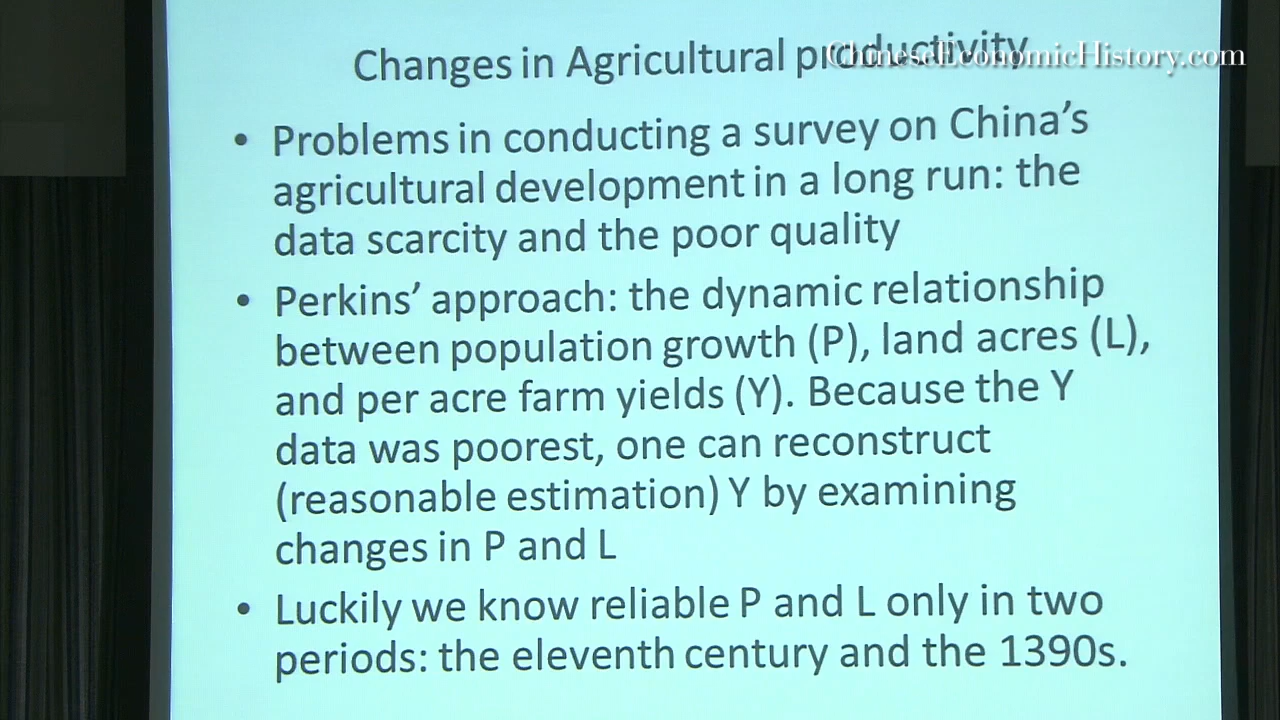 Changes in Agricultural productivity
ChineseEconomicHistory.com
• Problems in conducting a survey on China's
agricultural development in a long run: the
data scarcity and the poor quality
• Perkins' approach: the dynamic relationship
between population growth (P), land acres (L),
and per acre farm yields (Y). Because the Y
data was poorest, one can reconstruct
(reasonable estimation) Y by examining
changes in P and L
• Luckily we know reliable P and L only in two
periods: the eleventh century and the 1390s.